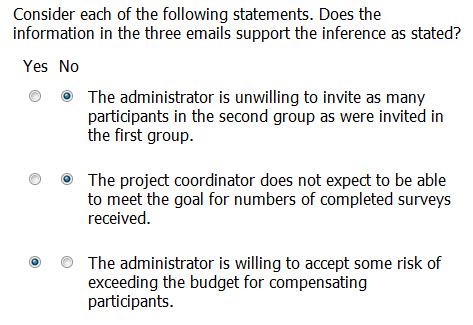 Consider each of the following statements. Does the
information in the three emails support the inference as stated?
Yes No
The administrator is unwilling to invite as many
participants in the second group as were invited in
the first group.
The project coordinator does not expect to be able
to meet the goal for numbers of completed surveys
received.
The administrator is willing to accept some risk of
exceeding the budget for compensating
participants.